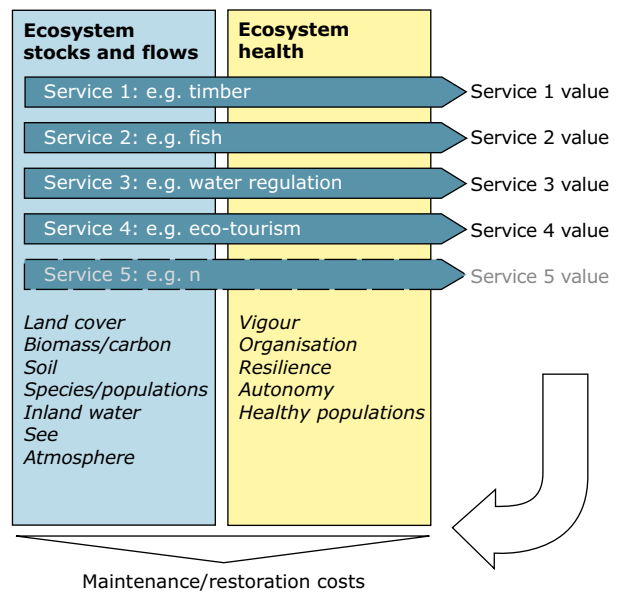 Ecosystem
stocks and flows
Ecosystem
health
Service 1: e.g. timber
Service 1 value
Service 2: e.g. fish
Service 2 value
Service 3: e.g. water regulation
Service 3 value
Service 4: e.g. eco-tourism
Service 4 value
Service 5: e.g. n
Service 5 value
Land cover
Biomass/carbon
Soil
Species/populations
Inland water
See
Atmosphere
Vigour
Organisation
Resilience
Autonomy
Healthy populations
Maintenance/restoration costs